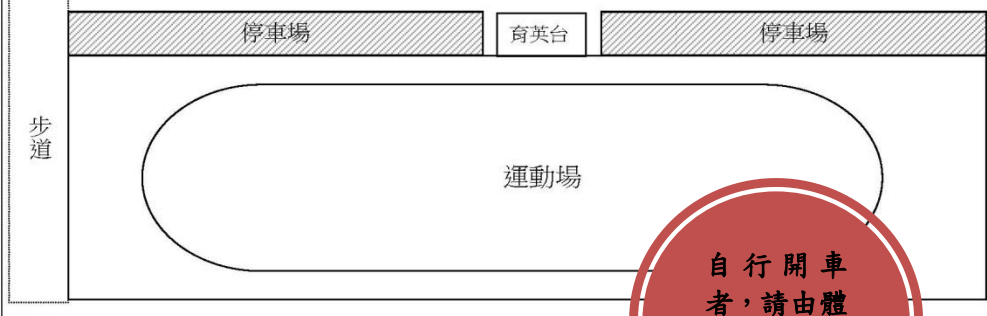 停車場
育英台
停車場
步道
運動場
自行開車
者，請由體